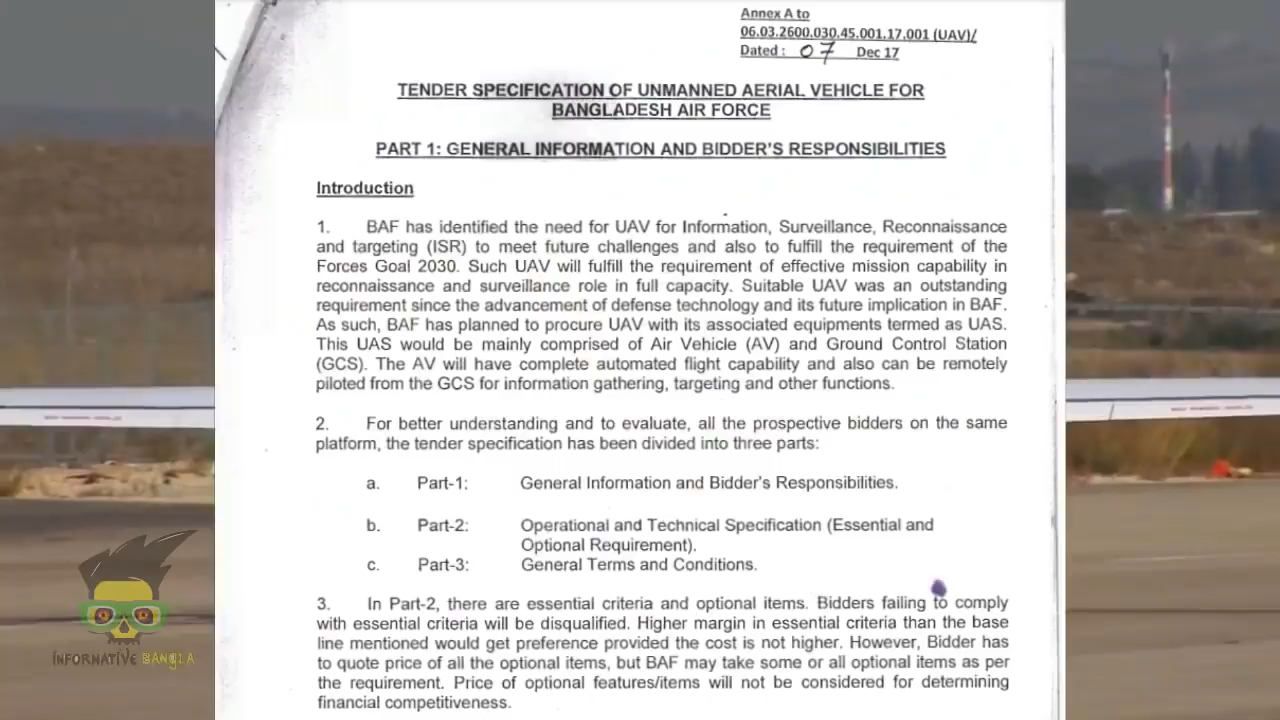 Annex A to
06.03.2600.030.45.001.17.001 (UAV)/
Dated : 07 Dec 17
TENDER SPECIFICATION OF UNMANNED AERIAL VEHICLE FOR
BANGLADESH AIR FORCE
PART 1: GENERAL INFORMATION AND BIDDER'S RESPONSIBILITIES
Introduction
1. BAF has identified the need for UAV for Information, Surveillance, Reconnaissance
and targeting (ISR) to meet future challenges and also to fulfill the requirement of the
Forces Goal 2030. Such UAV will fulfill the requirement of effective mission capability in
reconnaissance and surveillance role in full capacity. Suitable UAV was an outstanding
requirement since the advancement of defense technology and its future implication in BAF.
As such, BAF has planned to procure UAV with its associated equipments termed as UAS.
This UAS would be mainly comprised of Air Vehicle (AV) and Ground Control Station
(GCS). The AV will have complete automated flight capability and also can be remotely
piloted from the GCS for information gathering, targeting and other functions.
2. For better understanding and to evaluate, all the prospective bidders on the same
platform, the tender specification has been divided into three parts:
a. Part-1: General Information and Bidder's Responsibilities.
b. Part-2: Operational and Technical Specification (Essential and
Optional Requirement).
c. Part-3: General Terms and Conditions.
3. In Part-2, there are essential criteria and optional items. Bidders failing to comply
with essential criteria will be disqualified. Higher margin in essential criteria than the base
line mentioned would get preference provided the cost is not higher. However, Bidder has
to quote price of all the optional items, but BAF may take some or all optional items as per
the requirement. Price of optional features/items will not be considered for determining
financial competitiveness.
INFORMATIVE BANGLA